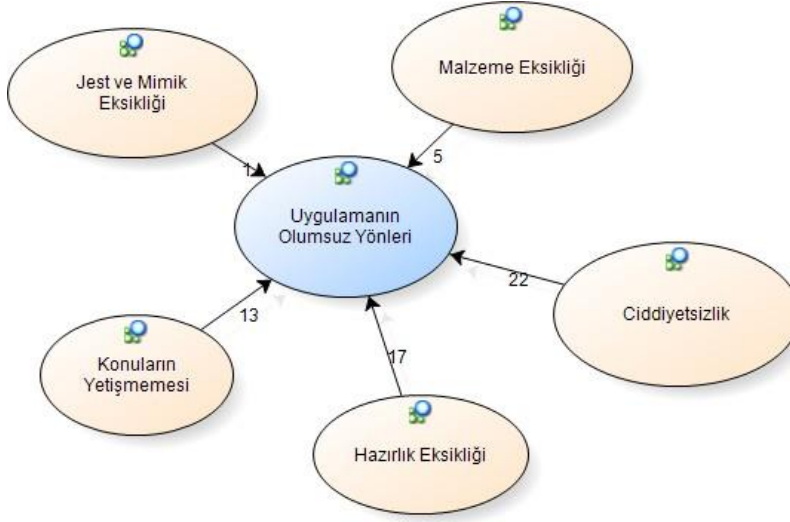 Jest ve Mimik
Eksikliği
Malzeme Eksikliği
1
5
Uygulamanın
Olumsuz Yönleri
22
Ciddiyetsizlik
13
17
Konuların
Yetişmemesi
Hazırlık Eksikliği